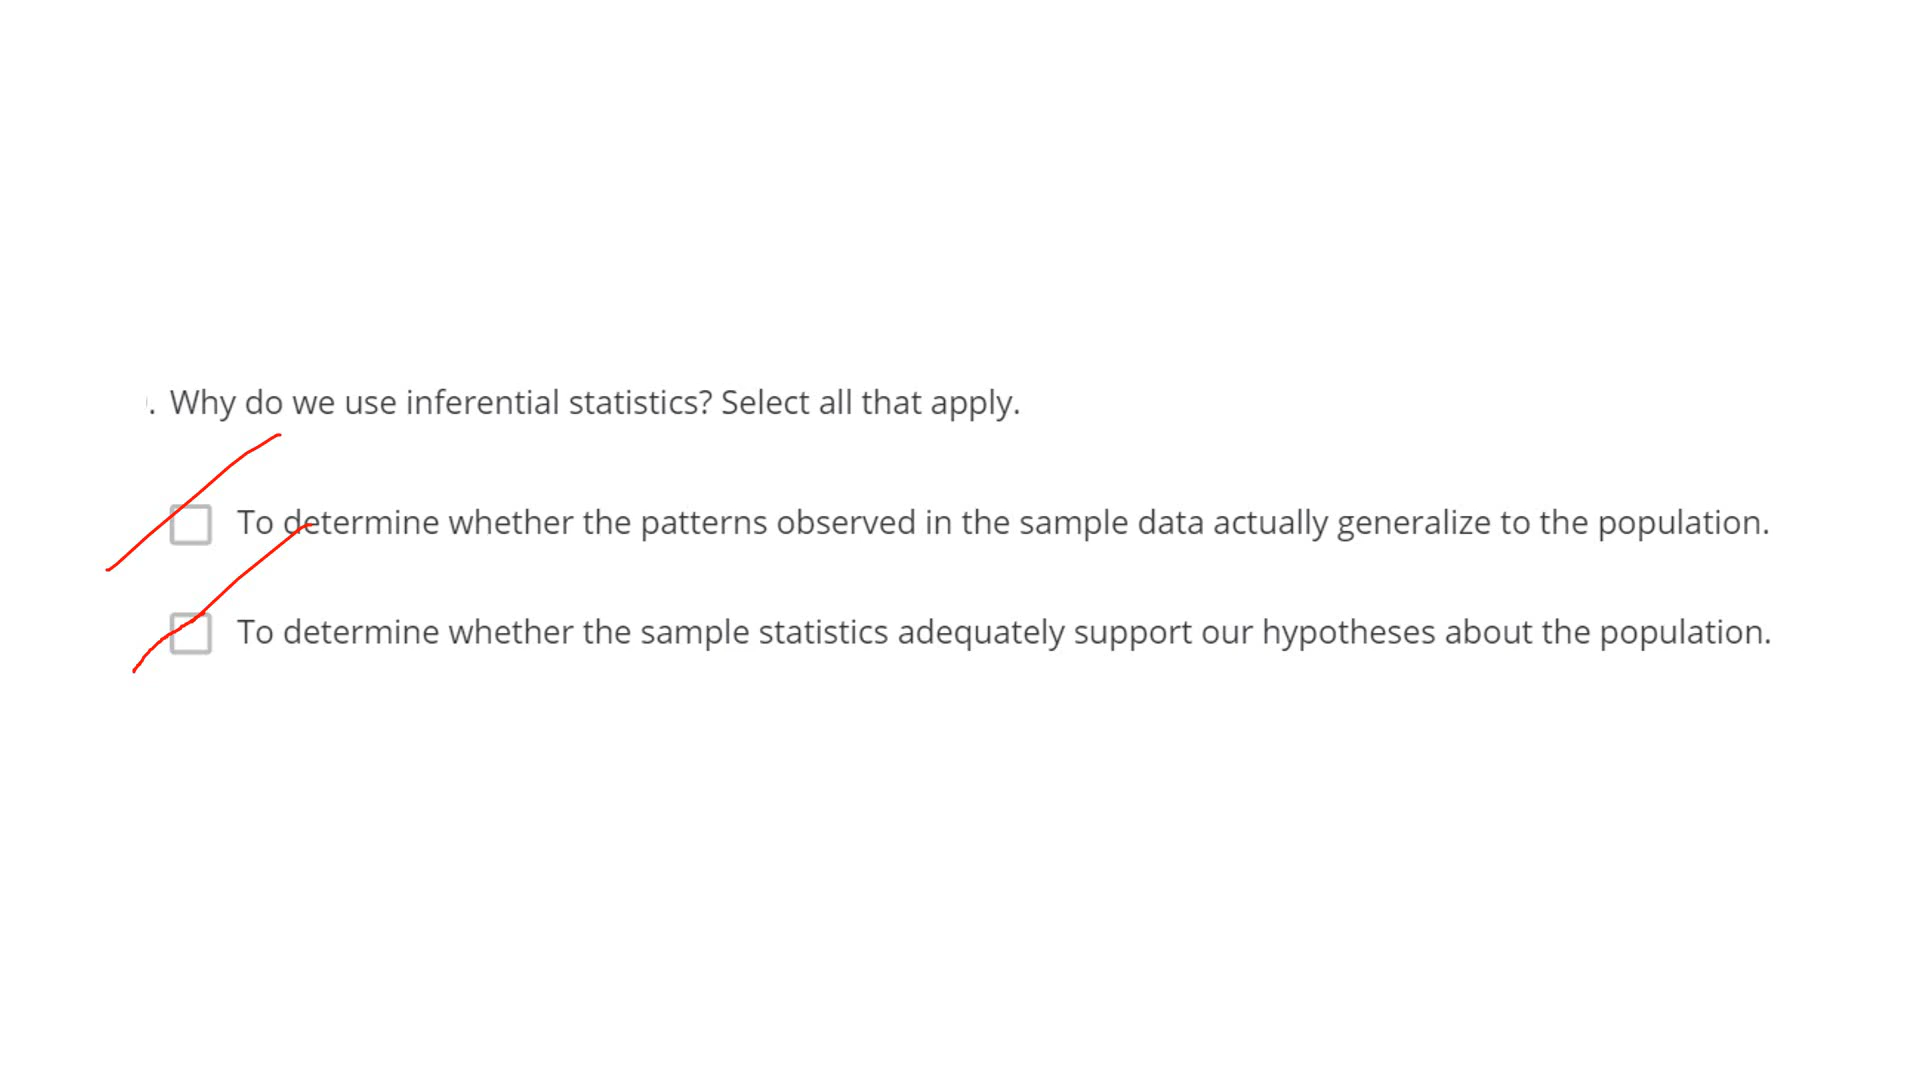 . Why do we use inferential statistics? Select all that apply.
To determine whether the patterns observed in the sample data actually generalize to the population.
To determine whether the sample statistics adequately support our hypotheses about the population.